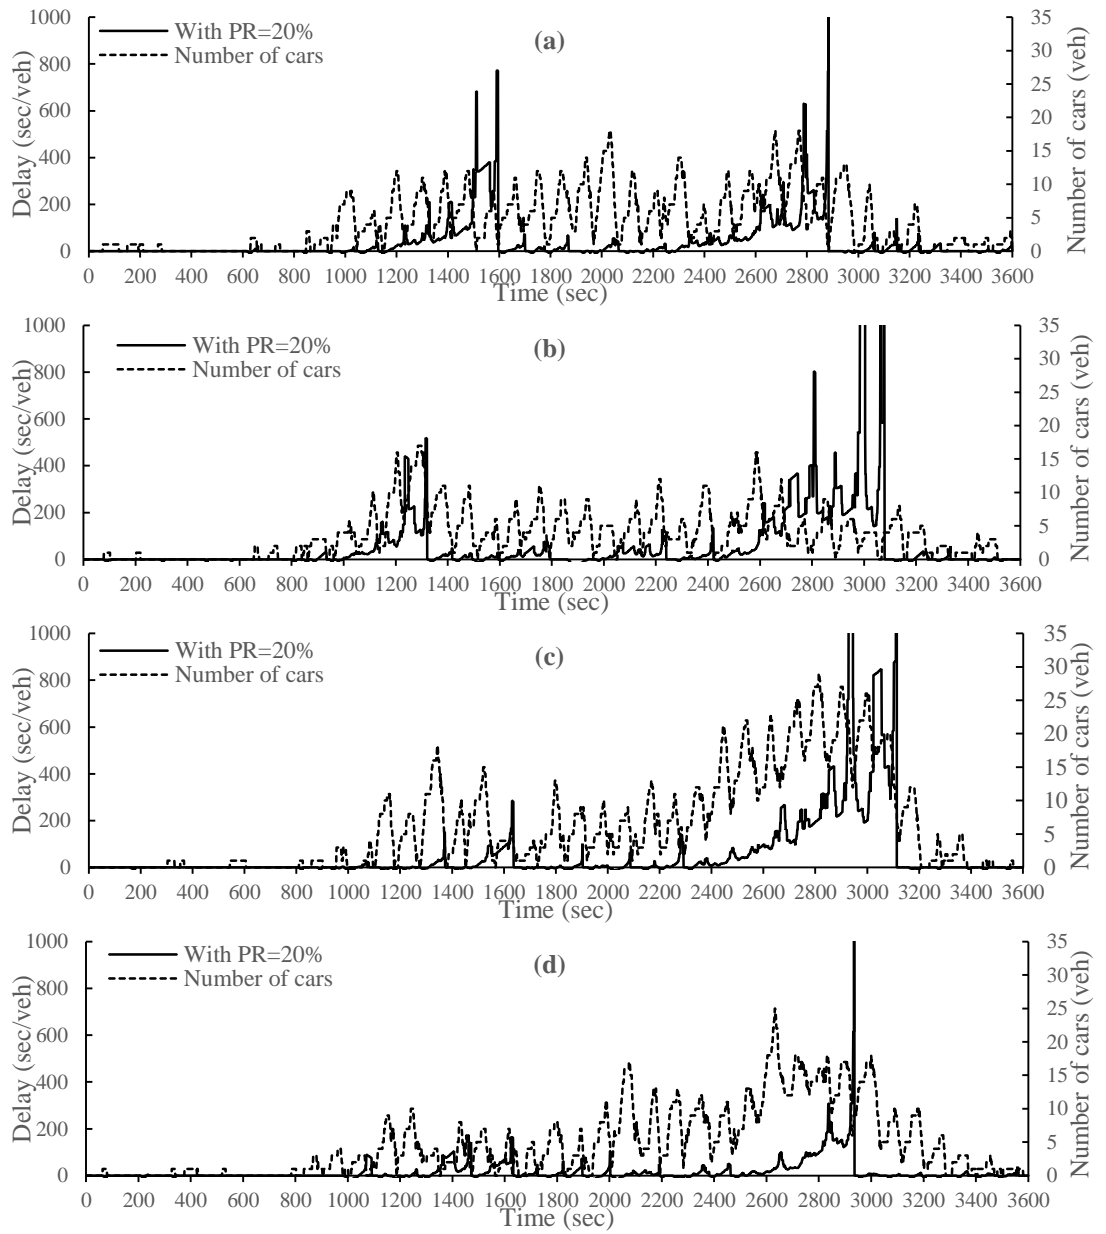 1000 35
With PR=20%
Number of cars
(a)
800 30
25
600 20
400 15
10
200 5
0 0
Delay (sec/veh)
Number of cars (veh)
0 200 400 600 800 1000 1200 1400 1600 1800 2000 2200 2400 2600 2800 3000 3200 3400 3600
Time (sec)
1000 35
With PR=20%
Number of cars
(b)
800 30
25
600 20
400 15
10
200 5
0 0
Delay (sec/veh)
Number of cars (veh)
0 200 400 600 800 1000 1200 1400 1600 1800 2000 2200 2400 2600 2800 3000 3200 3400 3600
Time (sec)
1000 35
With PR=20%
Number of cars
(c)
800 30
25
600 20
400 15
10
200 5
0 0
Delay (sec/veh)
Number of cars (veh)
0 200 400 600 800 1000 1200 1400 1600 1800 2000 2200 2400 2600 2800 3000 3200 3400 3600
Time (sec)
1000 35
With PR=20%
Number of cars
(d)
800 30
25
600 20
400 15
10
200 5
0 0
Delay (sec/veh)
Number of cars (veh)
0 200 400 600 800 1000 1200 1400 1600 1800 2000 2200 2400 2600 2800 3000 3200 3400 3600
Time (sec)